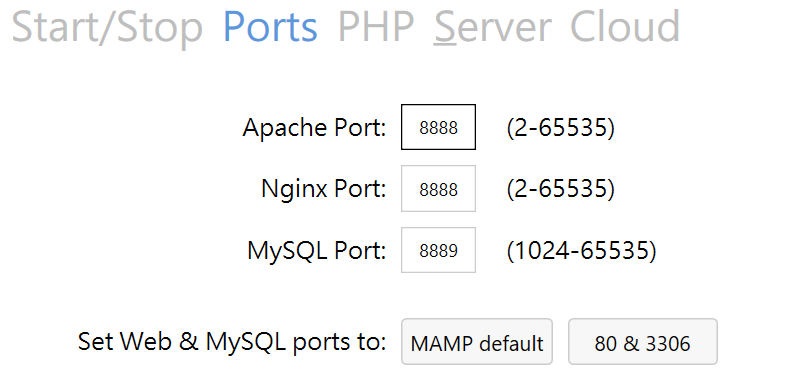 Start/Stop Ports PHP Server Cloud
Apache Port: 8888 (2-65535)
Nginx Port: 8888 (2-65535)
MySQL Port: 8889 (1024-65535)
Set Web & MySQL ports to: MAMP default 80 & 3306